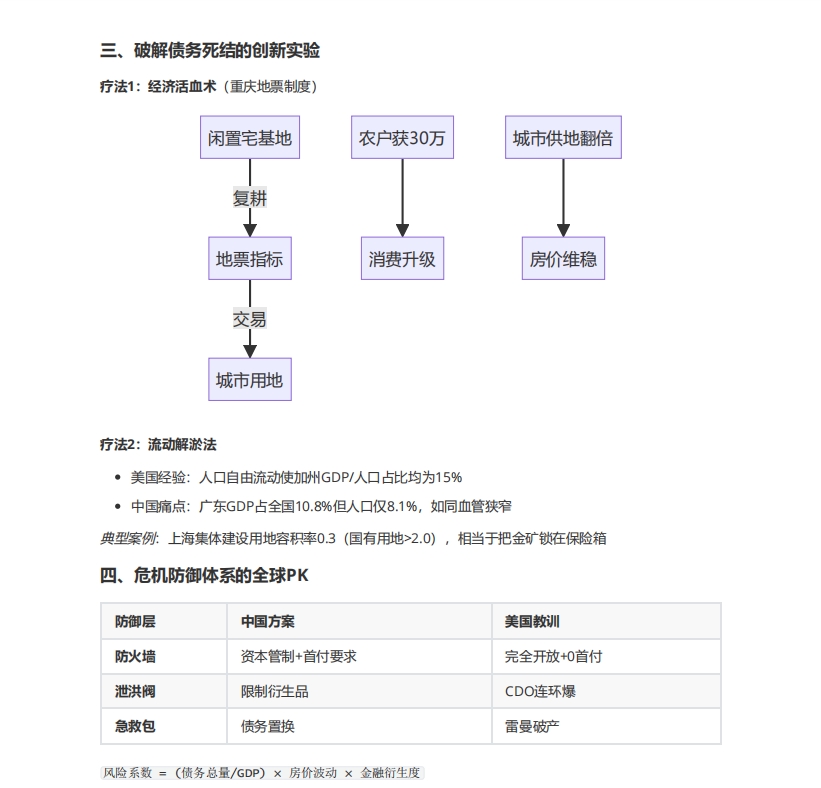 三、破解债务死结的创新实验
疗法1：经济活血术（重庆地票制度）
闲置宅基地 农户获30万 城市供地翻倍
复耕
地票指标 消费升级 房价维稳
交易
城市用地
疗法2：流动解淤法
美国经验：人口自由流动使加州GDP/人口占比均为15%
中国痛点：广东GDP占全国10.8%但人口仅8.1%，如同血管狭窄
典型案例：上海集体建设用地容积率0.3（国有用地>2.0），相当于把金矿锁在保险箱
四、危机防御体系的全球PK
防御层 中国方案 美国教训
防火墙 资本管制+首付要求 完全开放+0首付
泄洪阀 限制衍生品 CDO连环爆
急救包 债务置换 雷曼破产
风险系数 = (债务总量/GDP) × 房价波动 × 金融衍生度